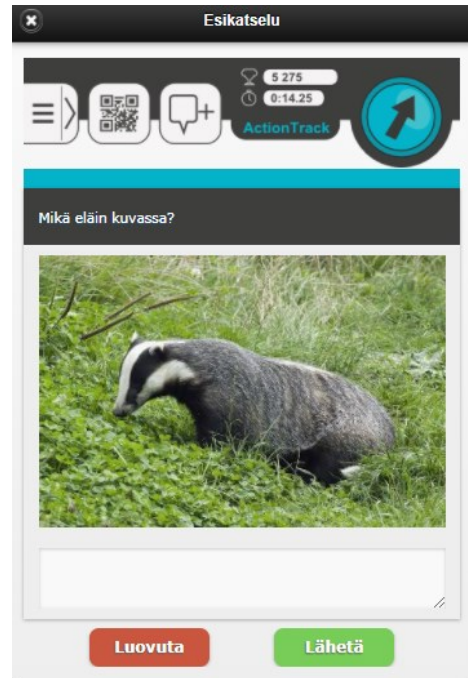 Esikatselu
5 275
0:14.25
ActionTrack
Mikä eläin kuvassa?
Luovuta
Lähetä